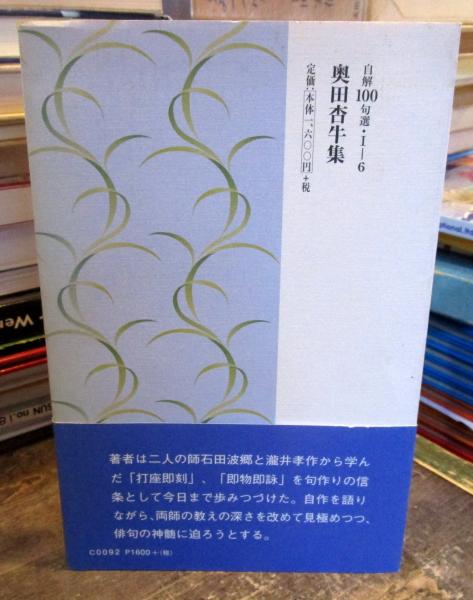 自解100句選・I―6
奥田杏牛集
定価:本体一、六〇〇円+税
著者は二人の師石田波郷と瀧井孝作から学ん
だ「打座即刻」、「即物即詠」を句作りの信
条として今日まで歩みつづけた。自作を語り
ながら、両師の教えの深さを改めて見極めつつ、
俳句の神髄に迫ろうとする。
C0092 P1600+(税)